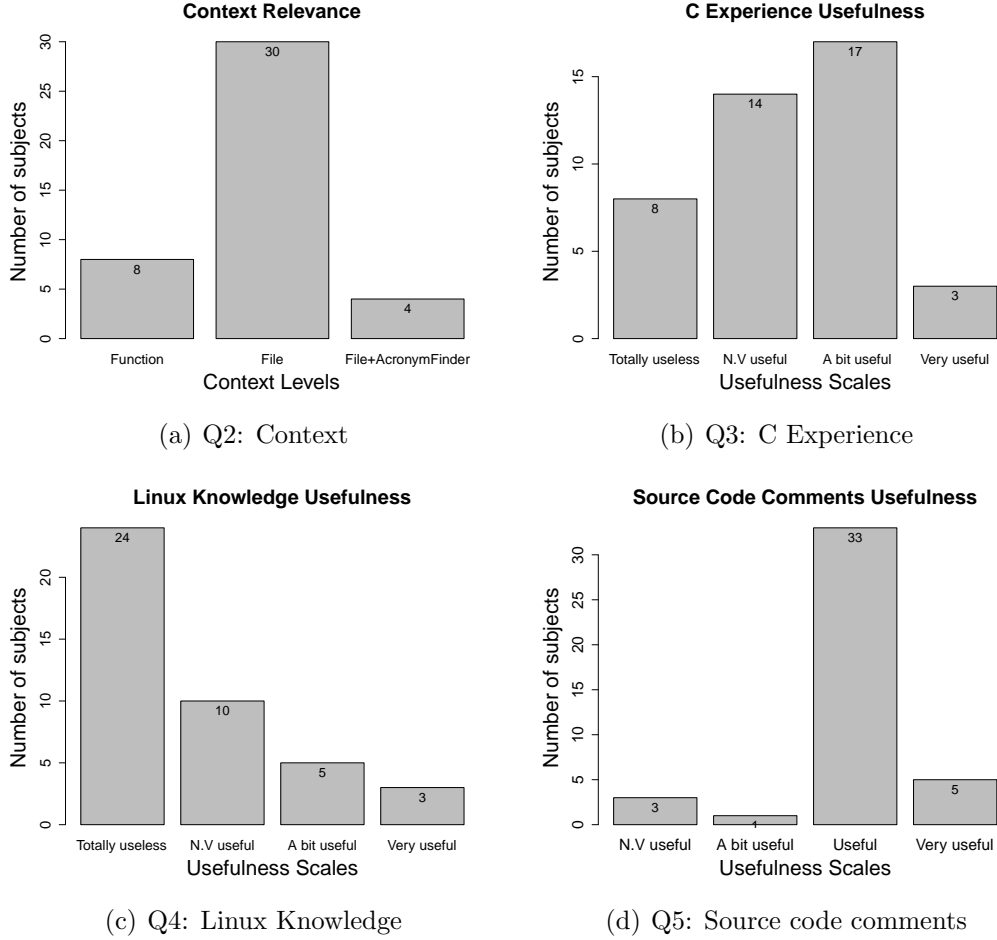 Context Relevance
Number of subjects
0
5
10
15
20
25
30
8
30
4
Function
File
File+AcronymFinder
Context Levels
(a) Q2: Context
C Experience Usefulness
Number of subjects
0
5
10
15
8
14
17
3
Totally useless
N.V useful
A bit useful
Very useful
Usefulness Scales
(b) Q3: C Experience
Linux Knowledge Usefulness
Number of subjects
0
5
10
15
20
24
10
5
3
Totally useless
N.V useful
A bit useful
Very useful
Usefulness Scales
(c) Q4: Linux Knowledge
Source Code Comments Usefulness
Number of subjects
0
5
10
15
20
25
30
3
1
33
5
N.V useful
A bit useful
Useful
Very useful
Usefulness Scales
(d) Q5: Source code comments